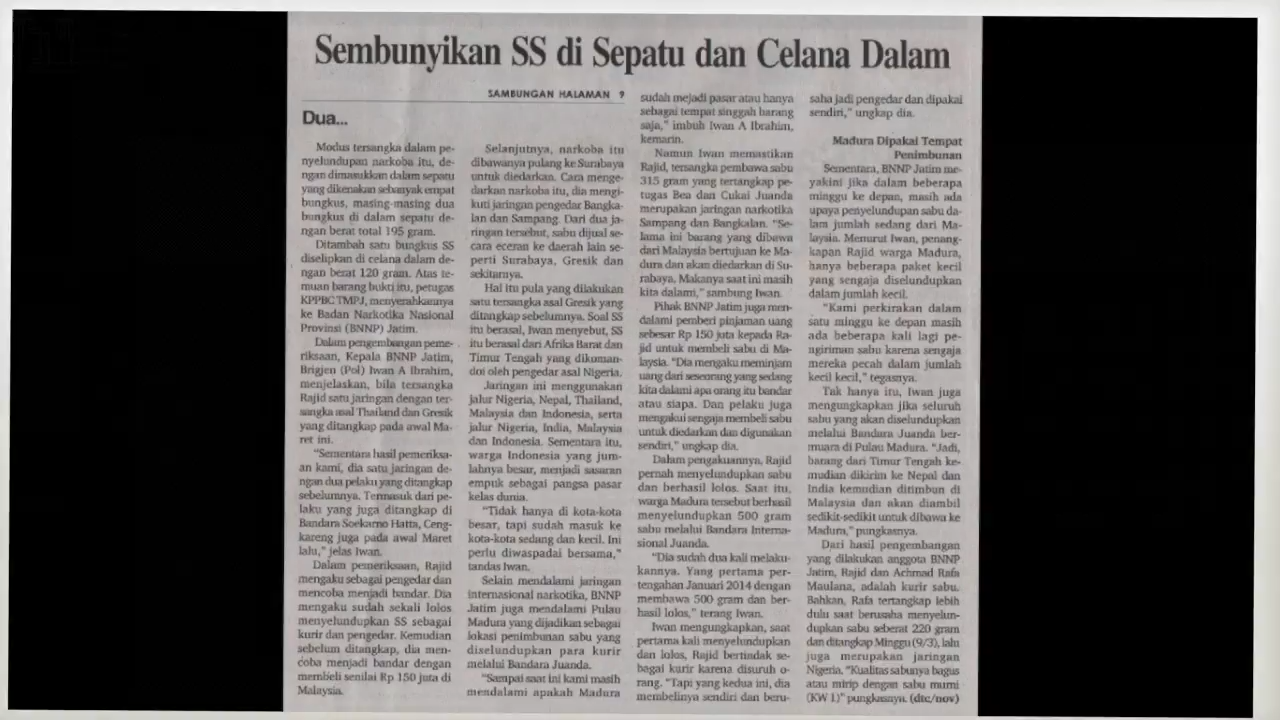 Sembunyikan SS di Sepatu dan Celana Dalam
SAMBUNGAN HALAMAN 9
Dua...
Modus tersangka dalam pe-
nyelundupan narkoba itu, de-
ngan dimasukkan dalam sepatu
yang dikenakan sebanyak empat
bungkus, masing-masing dua
bungkus di dalam sepatu de-
ngan berat total 195 gram.
Ditambah satu bungkus SS
diselipkan di celana dalam de-
ngan berat 120 gram. Atas te-
muan barang bukti itu, petugas
KPPBC TMPJ, menyerahkannya
ke Badan Narkotika Nasional
Provinsi (BNNP) Jatim.
Dalam pengembangan peme-
riksaan, Kepala BNNP Jatim,
Brigjen (Pol) Iwan A Ibrahim,
menjelaskan, bila tersangka
Rajid satu jaringan dengan ter-
sangka asal Thailand dan Gresik
yang ditangkap pada awal Ma-
ret ini.
"Sementara hasil pemeriksa-
an kami, dia satu jaringan de-
ngan dua pelaku yang ditangkap
sebelumnya. Termasuk dari pe-
laku yang juga ditangkap di
Bandara Soekarno Hatta, Ceng-
kareng juga pada awal Maret
lalu," jelas Iwan.
Dalam pemeriksaan, Rajid
mengaku sebagai pengedar dan
mencoba menjadi bandar. Dia
mengaku sudah sekali lolos
menyelundupkan SS sebagai
kurir dan pengedar. Kemudian
sebelum ditangkap, dia men-
coba menjadi bandar dengan
membeli senilai Rp 150 juta di
Malaysia.
Selanjutnya, narkoba itu
dibawanya pulang ke Surabaya
untuk diedarkan. Cara menge-
darkan narkoba itu, dia mengi-
kuti jaringan pengedar Bangka-
lan dan Sampang. Dari dua ja-
ringan tersebut, sabu dijual se-
cara eceran ke daerah lain se-
perti Surabaya, Gresik dan
sekitarnya.
Hal itu pula yang dilakukan
satu tersangka asal Gresik yang
ditangkap sebelumnya. Soal SS
itu berasal, Iwan menyebut, SS
itu berasal dari Afrika Barat dan
Timur Tengah yang dikoman-
doi oleh pengedar asal Nigeria.
Jaringan ini menggunakan
jalur Nigeria, Nepal, Thailand,
Malaysia dan Indonesia, serta
jalur Nigeria, India, Malaysia
dan Indonesia. Sementara itu,
warga Indonesia yang jum-
lahnya besar, menjadi sasaran
empuk sebagai pangsa pasar
kelas dunia.
"Tidak hanya di kota-kota
besar, tapi sudah masuk ke
kota-kota sedang dan kecil. Ini
perlu diwaspadai bersama,"
tandas Iwan.
Selain mendalami jaringan
internasional narkotika, BNNP
Jatim juga mendalami Pulau
Madura yang dijadikan sebagai
lokasi penimbunan sabu yang
diselundupkan para kurir
melalui Bandara Juanda.
"Sampai saat ini kami masih
mendalami apakah Madura
sudah mejadi pasar atau hanya
sebagai tempat singgah barang
saja," imbuh Iwan A Ibrahim,
kemarin.
Namun Iwan memastikan
Rajid, tersangka pembawa sabu
315 gram yang tertangkap pe-
tugas Bea dan Cukai Juanda
merupakan jaringan narkotika
Sampang dan Bangkalan. "Se-
lama ini barang yang dibawa
dari Malaysia bertujuan ke Ma-
dura dan akan diedarkan di Su-
rabaya. Makanya saat ini masih
kita dalami," sambung Iwan.
Pihak BNNP Jatim juga men-
dalami pemberi pinjaman uang
sebesar Rp 150 juta kepada Ra-
jid untuk membeli sabu di Ma-
laysia. "Dia mengaku meminjam
uang dari seseorang yang sedang
kita dalami apa orang itu bandar
atau siapa. Dan pelaku juga
mengakui sengaja membeli sabu
untuk diedarkan dan digunakan
sendiri," ungkap dia.
Dalam pengakuannya, Rajid
pernah menyelundupkan sabu
dan berhasil lolos. Saat itu,
warga Madura tersebut berhasil
menyelundupkan 500 gram
sabu melalui Bandara Interna-
sional Juanda.
"Dia sudah dua kali melaku-
kannya. Yang pertama per-
tengahan Januari 2014 dengan
membawa 500 gram dan ber-
hasil lolos," terang Iwan.
Iwan mengungkapkan, saat
pertama kali menyelundupkan
dan lolos, Rajid bertindak se-
bagai kurir karena disuruh o-
rang. "Tapi yang kedua ini, dia
membelinya sendiri dan beru-
saha jadi pengedar dan dipakai
sendiri," ungkap dia.
Madura Dipakai Tempat
Penimbunan
Sementara, BNNP Jatim me-
yakini jika dalam beberapa
minggu ke depan, masih ada
upaya penyelundupan sabu da-
lam jumlah sedang dari Ma-
laysia. Menurut Iwan, penang-
kapan Rajid warga Madura,
hanya beberapa paket kecil
yang sengaja diselundupkan
dalam jumlah kecil.
"Kami perkirakan dalam
satu minggu ke depan masih
ada beberapa kali lagi pe-
ngiriman sabu karena sengaja
mereka pecah dalam jumlah
kecil kecil," tegasnya.
Tak hanya itu, Iwan juga
mengungkapkan jika seluruh
sabu yang akan diselundupkan
melalui Bandara Juanda ber-
muara di Pulau Madura. "Jadi,
barang dari Timur Tengah ke-
mudian dikirim ke Nepal dan
India kemudian ditimbun di
Malaysia dan akan diambil
sedikit-sedikit untuk dibawa ke
Madura," pungkasnya.
Dari hasil pengembangan
yang dilakukan anggota BNNP
Jatim, Rajid dan Achmad Rafa
Maulana, adalah kurir sabu.
Bahkan, Rafa tertangkap lebih
dulu saat berusaha menyelun-
dupkan sabu seberat 220 gram
dan ditangkap Minggu (9/3), lalu
juga merupakan jaringan
Nigeria. "Kualitas sabunya bagus
atau mirip dengan sabu murni
(KW 1)" pungkasnya. (dtc/nov)